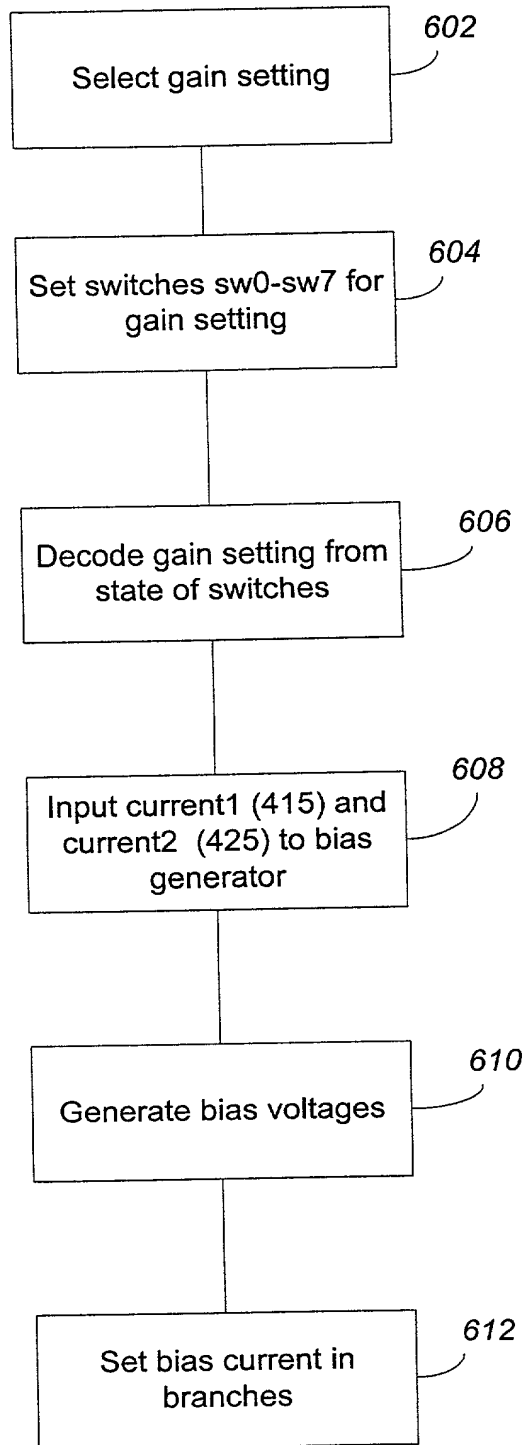 602
Select gain setting
604
Set switches sw0-sw7 for
gain setting
606
Decode gain setting from
state of switches
608
Input current1 (415) and
current2 (425) to bias
generator
610
Generate bias voltages
612
Set bias current in
branches